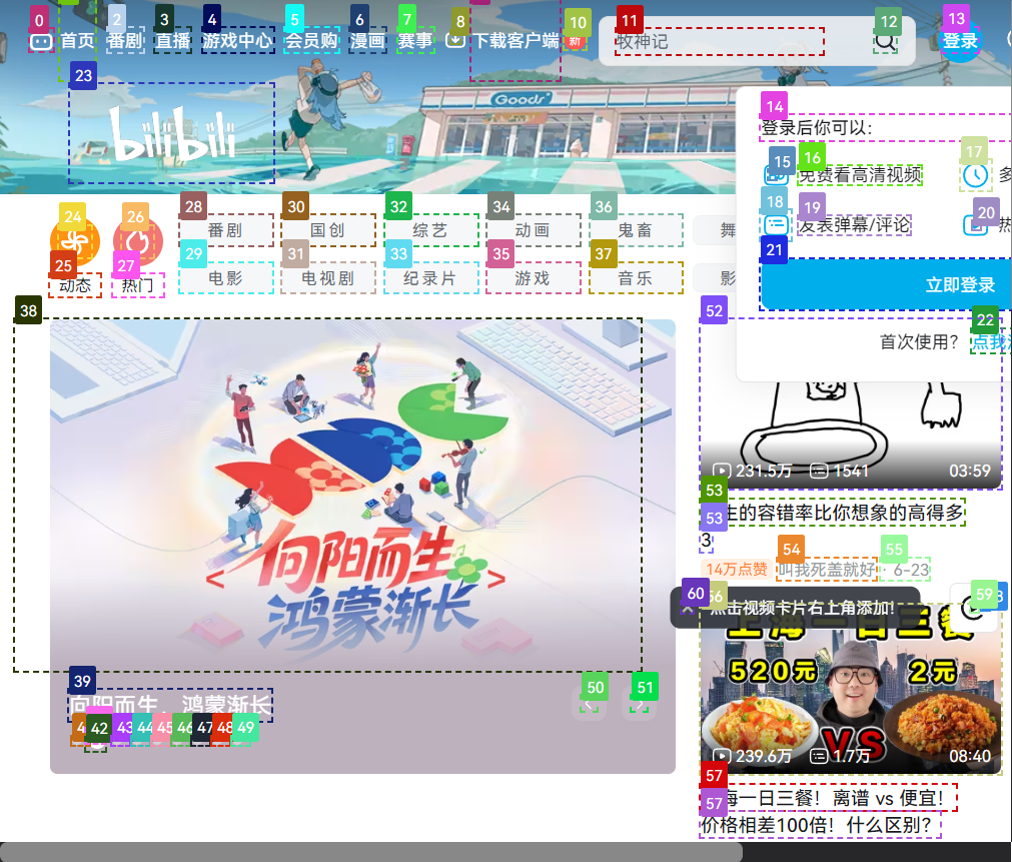 0
2
3
4
5
6
7
8
10
11
12
13
首页
番剧
直播
游戏中心
会员购
漫画
赛事
下载客户端
新
牧神记
登录
23
bilibili
Goods
14
登录后你可以：
15
16
17
免费看高清视频
多
18
19
20
发表弹幕/评论
热
21
立即登录
22
首次使用？
点我
24
26
28
30
32
34
36
番剧
国创
综艺
动画
鬼畜
舞
25
27
29
31
33
35
37
动态
热门
电影
电视剧
纪录片
游戏
音乐
影
38
52
向阳而生
鸿蒙渐长
39
向阳而生，鸿蒙渐长
50
51
42
43
44
45
46
47
48
49
231.5万
1541
03:59
53
生的容错率比你想象的高得多
53
3
54
55
14万点赞
叫我死盖就好
· 6-23
60
56
59
点击视频卡片右上角添加！
上海一日三餐
520元
2元
VS
239.6万
1.7万
08:40
57
海一日三餐！离谱 vs 便宜！
57
价格相差100倍！什么区别？